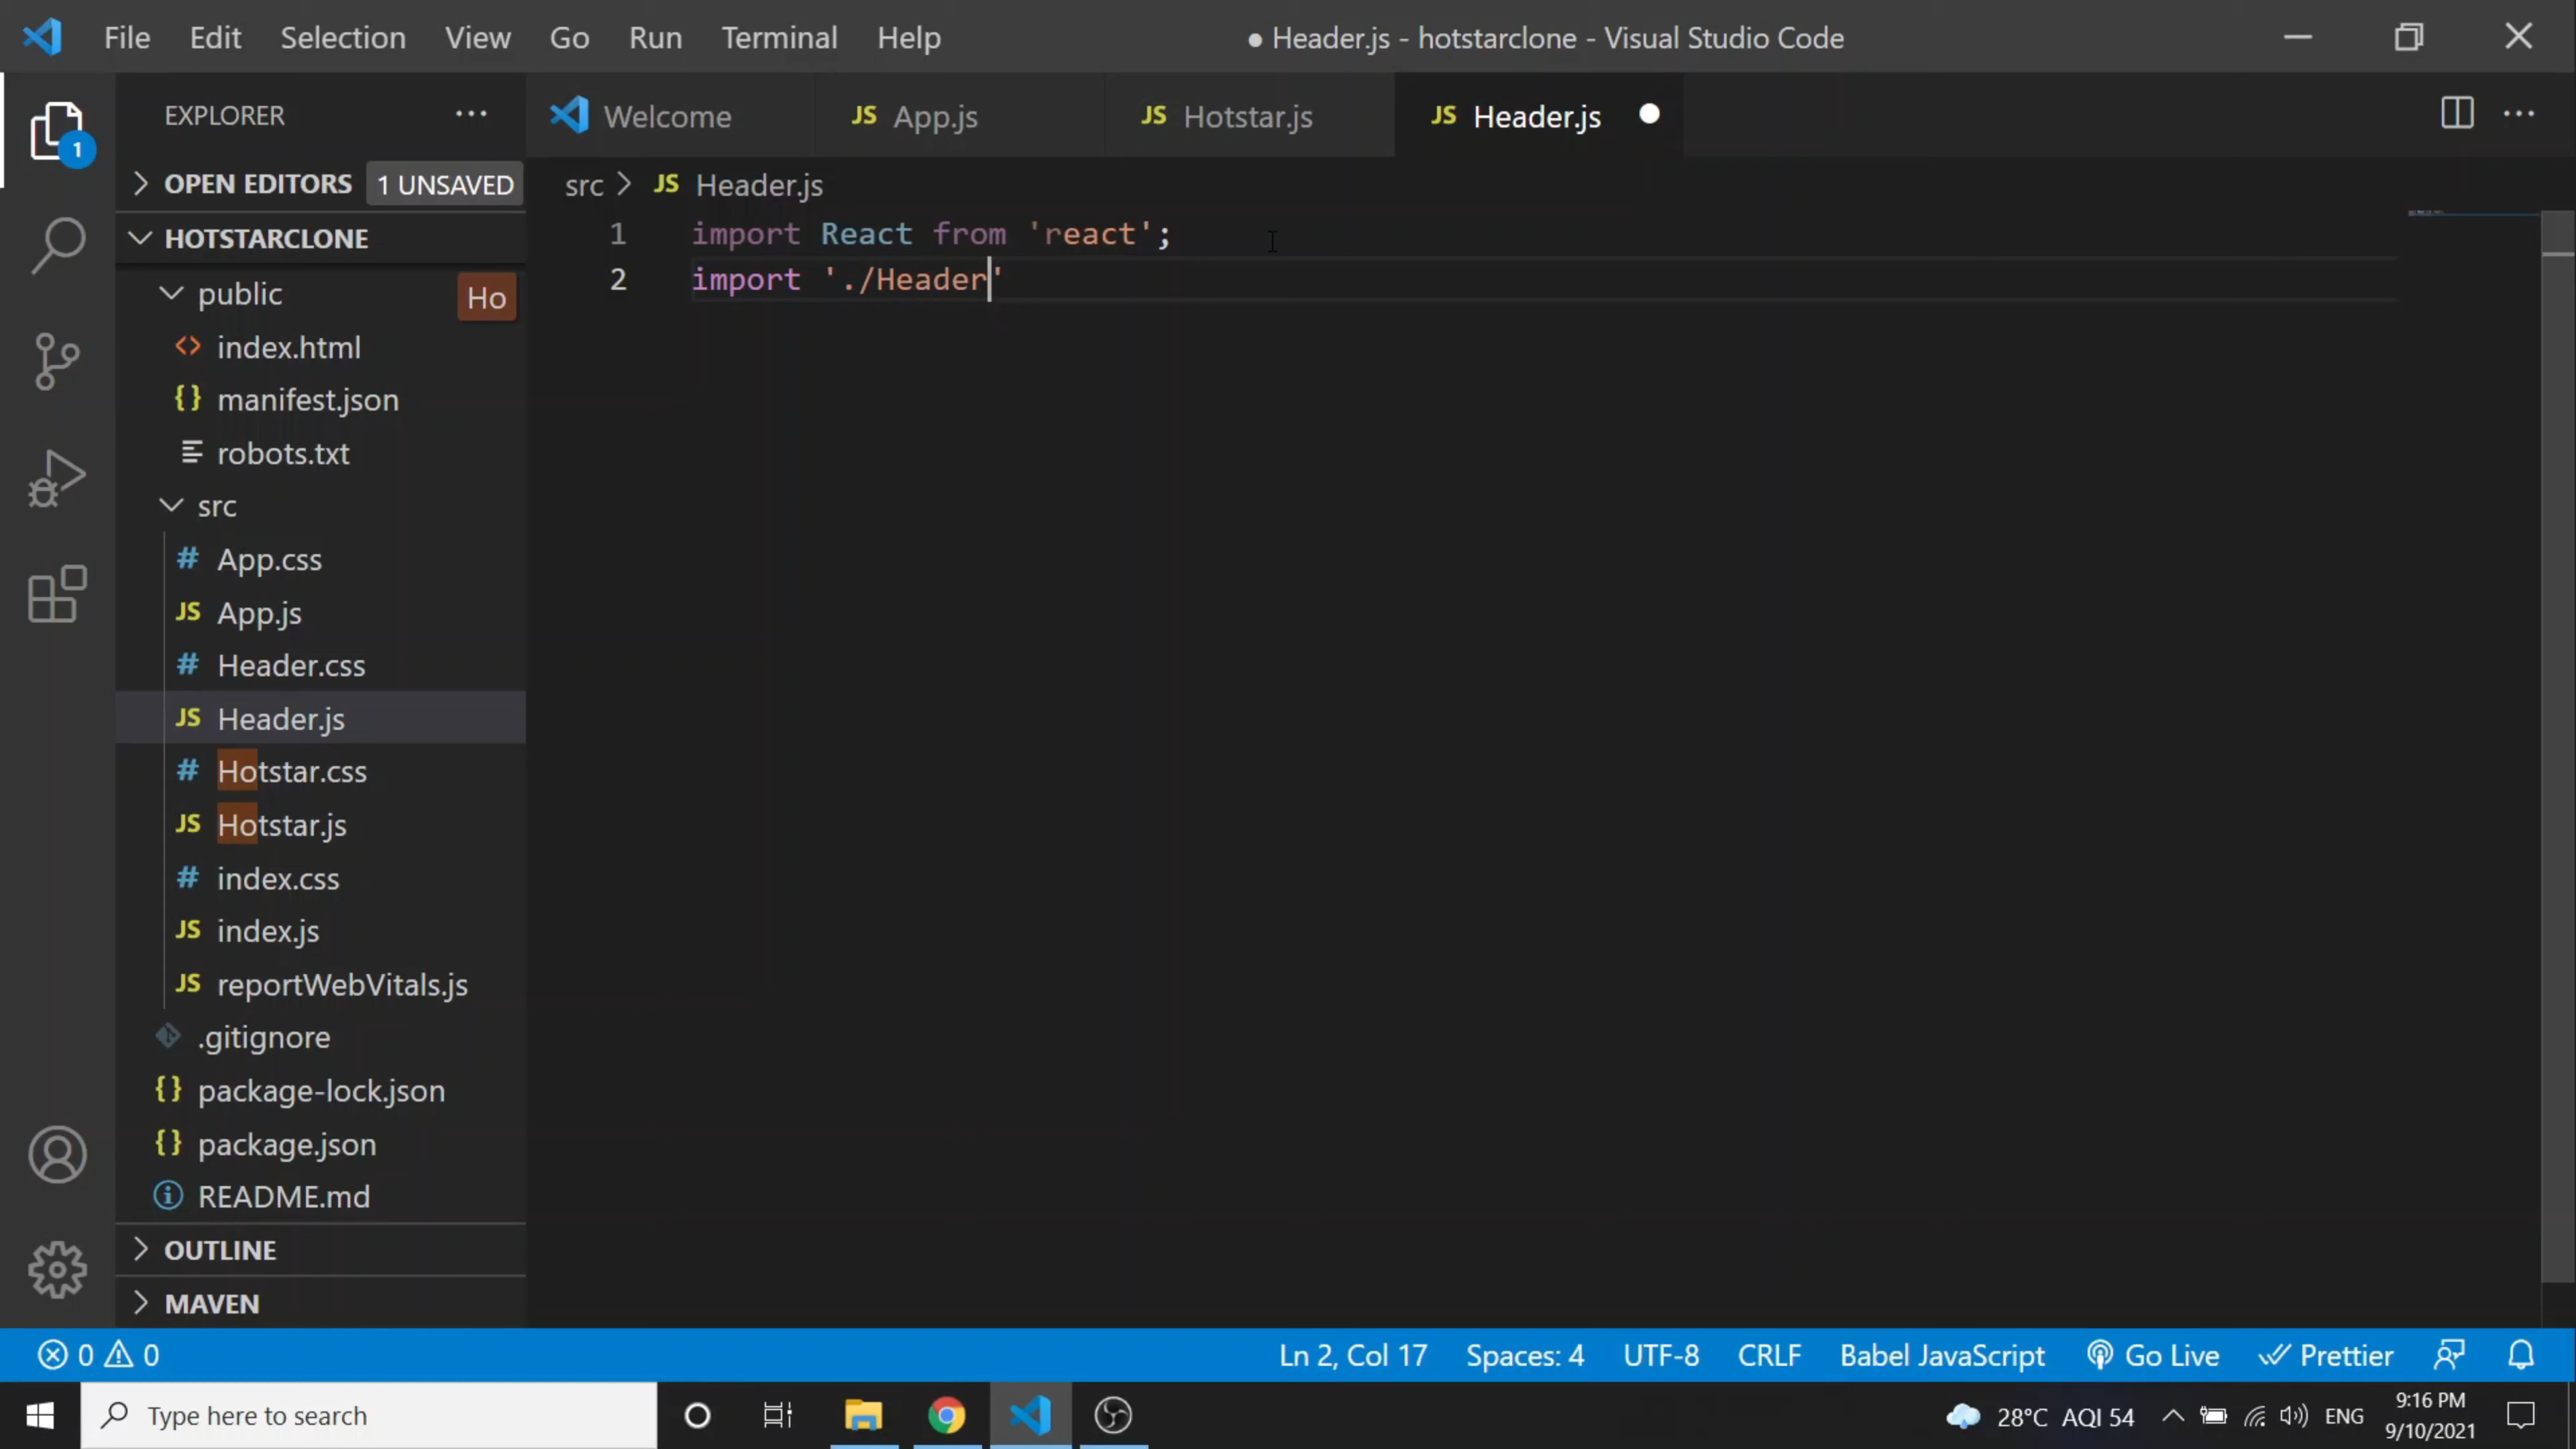 File Edit Selection View Go Run Terminal Help ● Header.js - hotstarclone - Visual Studio Code
EXPLORER ··· Welcome JS App.js JS Hotstar.js JS Header.js ● ···
1
OPEN EDITORS 1 UNSAVED
src > JS Header.js
HOTSTARCLONE
1 import React from 'react';
2 import './Header'
public Ho
<> index.html
{} manifest.json
robots.txt
src
# App.css
JS App.js
# Header.css
JS Header.js
# Hotstar.css
JS Hotstar.js
# index.css
JS index.js
JS reportWebVitals.js
.gitignore
{} package-lock.json
{} package.json
README.md
OUTLINE
MAVEN
0 0 Ln 2, Col 17 Spaces: 4 UTF-8 CRLF Babel JavaScript Go Live Prettier
Type here to search 28°C AQI 54 ENG 9:16 PM
9/10/2021